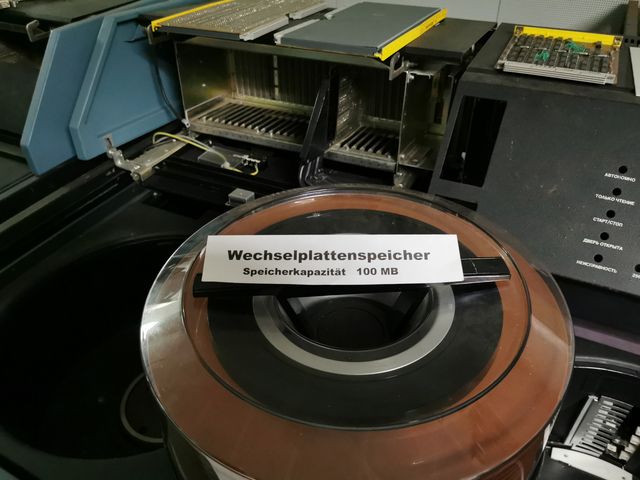 Wechselplattenspeicher
Speicherkapazität 100 MB
АВТОНОМНО
ТОЛЬКО ЧТЕНИЕ
СТАРТ/СТОП
ДВЕРЬ ОТКРЫТА
НЕИСПРАВНОСТЬ